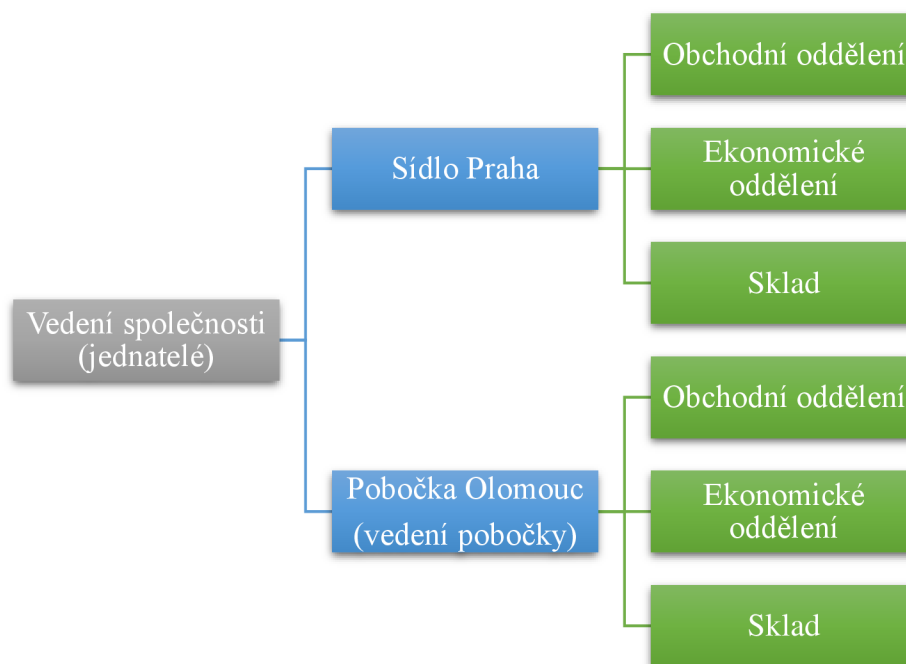 Obchodní oddělení
Ekonomické
oddělení
Sídlo Praha
Sklad
Vedení společnosti
(jednatelé)
Obchodní oddělení
Pobočka Olomouc
(vedení pobočky)
Ekonomické
oddělení
Sklad